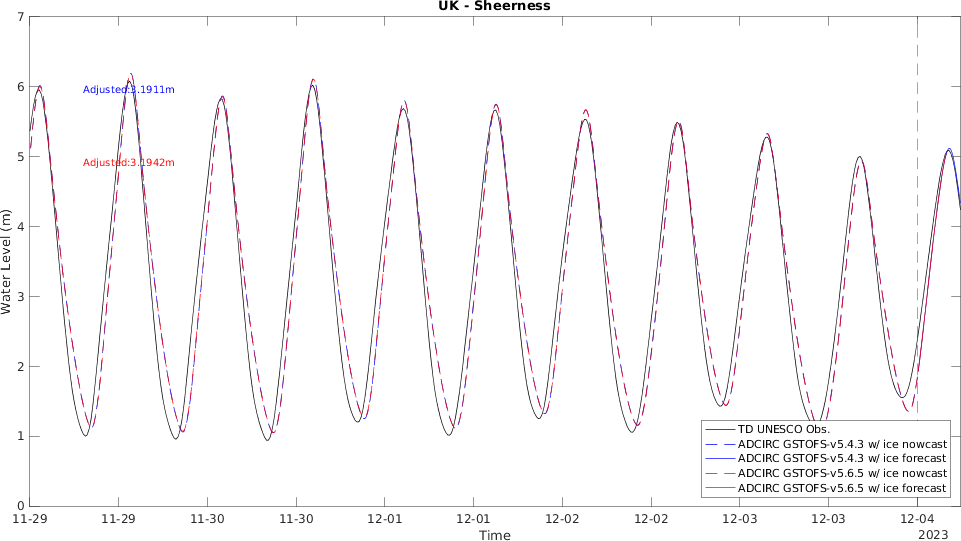 UK - Sheerness
7
6
5
4
3
2
1
0
Water Level (m)
Adjusted:3.1911m
Adjusted:3.1942m
TD UNESCO Obs.
ADCIRC GSTOFS-v5.4.3 w/ ice nowcast
ADCIRC GSTOFS-v5.4.3 w/ ice forecast
ADCIRC GSTOFS-v5.6.5 w/ ice nowcast
ADCIRC GSTOFS-v5.6.5 w/ ice forecast
11-29 11-29 11-30 11-30 12-01 12-01 12-02 12-02 12-03 12-03 12-04
Time
2023